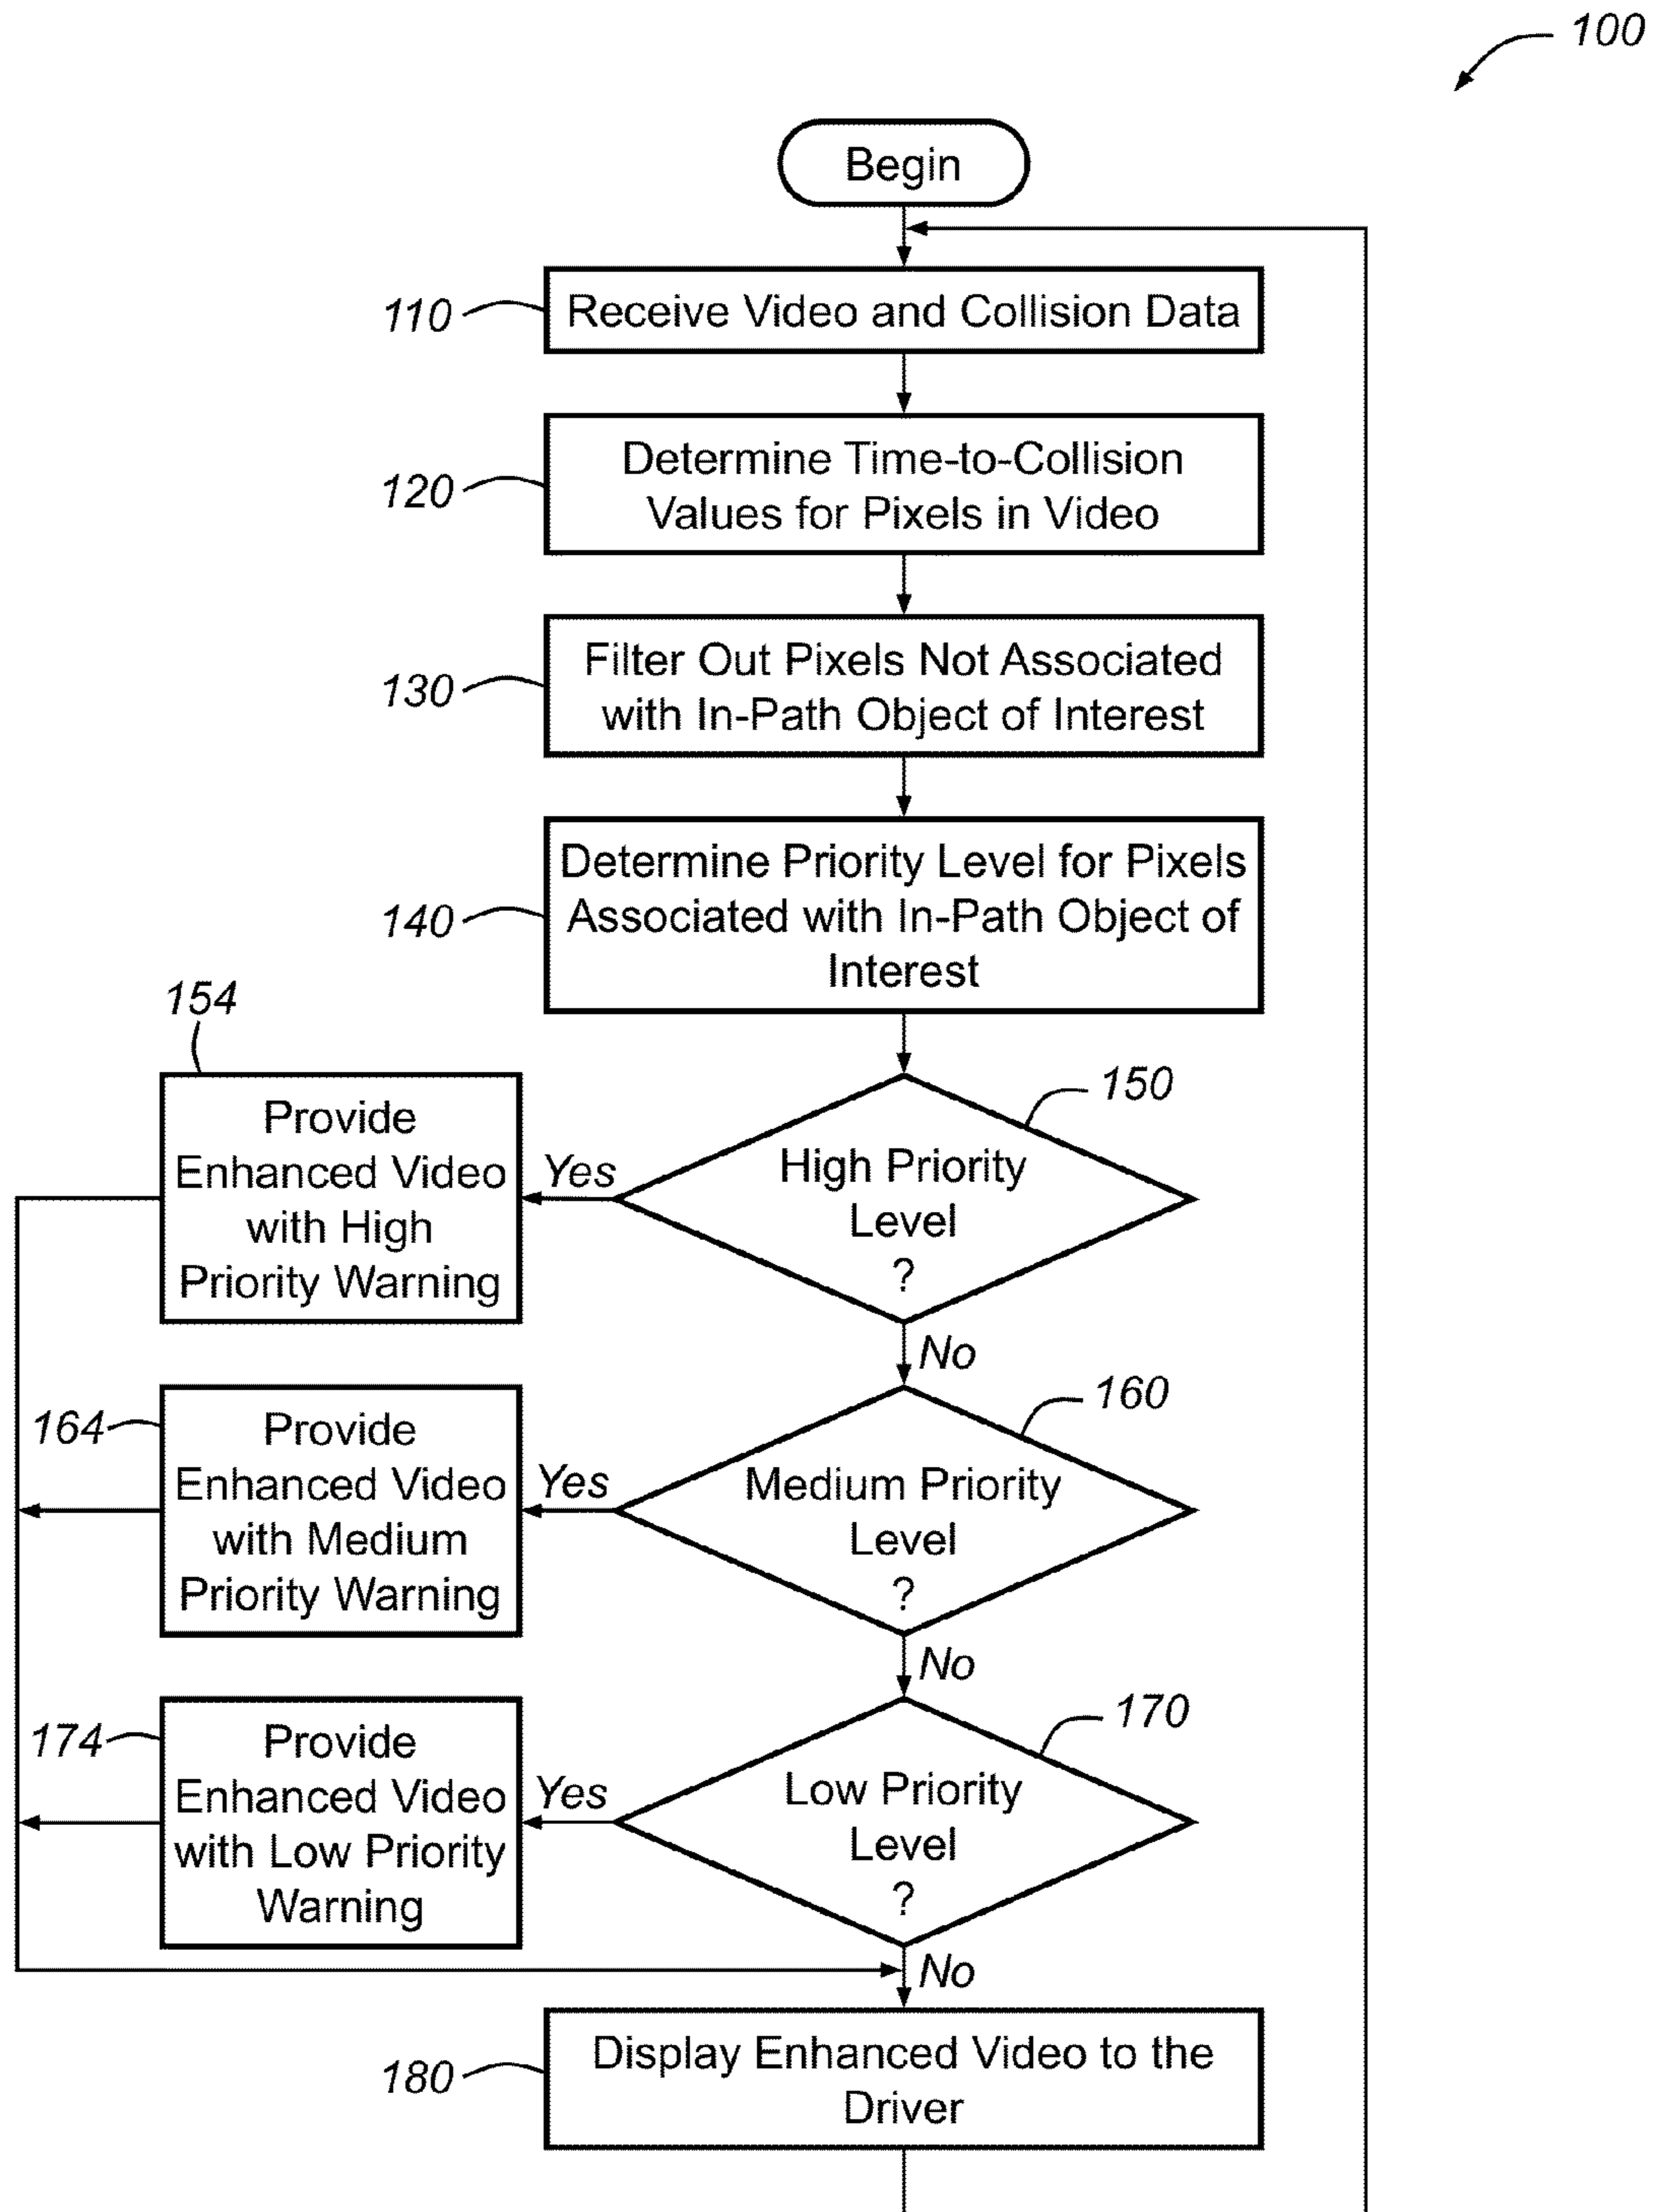 100
Begin
110
Receive Video and Collision Data
120
Determine Time-to-Collision
Values for Pixels in Video
130
Filter Out Pixels Not Associated
with In-Path Object of Interest
140
Determine Priority Level for Pixels
Associated with In-Path Object of
Interest
154
Provide
Enhanced Video
with High
Priority Warning
Yes
150
High Priority
Level
?
No
164
Provide
Enhanced Video
with Medium
Priority Warning
Yes
160
Medium Priority
Level
?
No
174
Provide
Enhanced Video
with Low Priority
Warning
Yes
170
Low Priority
Level
?
No
180
Display Enhanced Video to the
Driver